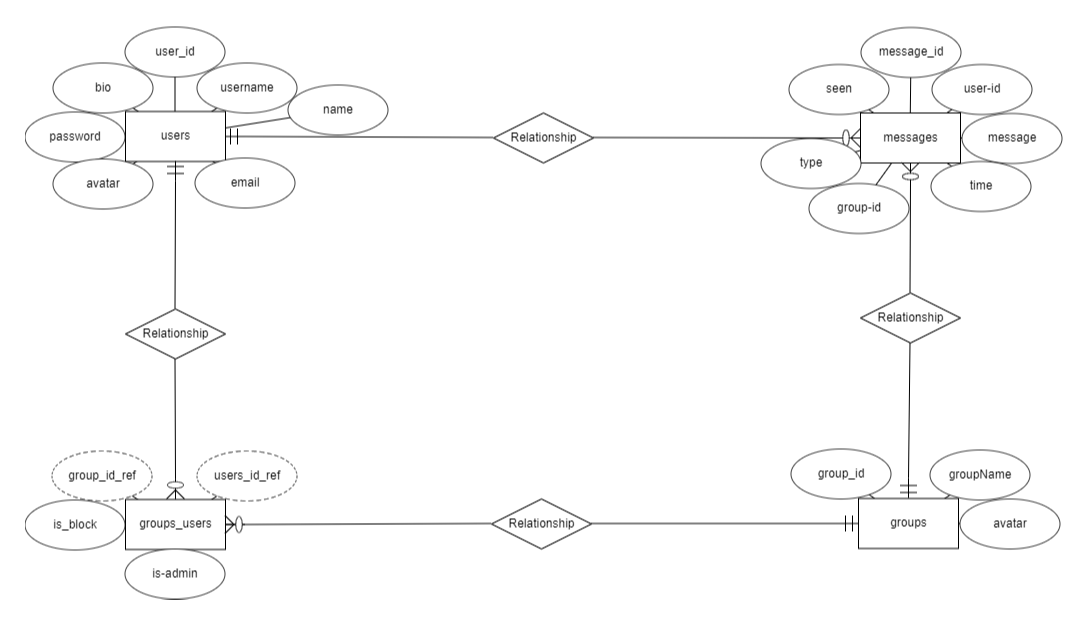 user_id
message_id
bio
username
seen
user-id
name
password
users
Relationship
messages
message
type
avatar
email
time
group-id
Relationship
Relationship
group_id_ref
users_id_ref
group_id
groupName
is_block
groups_users
Relationship
groups
avatar
is-admin